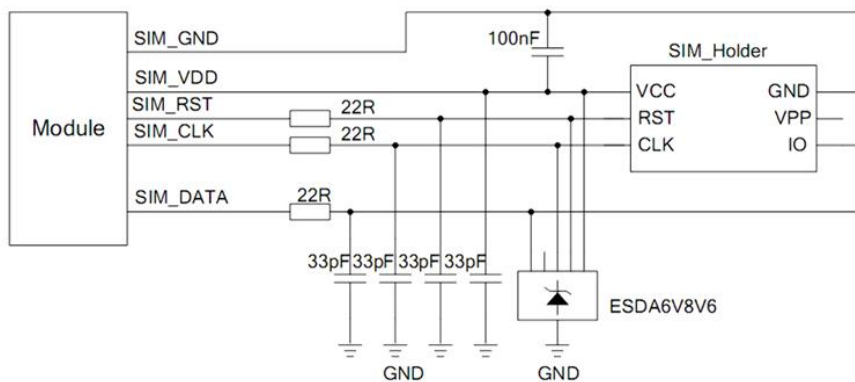 SIM_GND
100nF
SIM_Holder
SIM_VDD
VCC
GND
SIM_RST
22R
RST
VPP
Module
SIM_CLK
22R
CLK
IO
SIM_DATA
22R
33pF 33pF 33pF 33pF
ESDA6V8V6
GND
GND